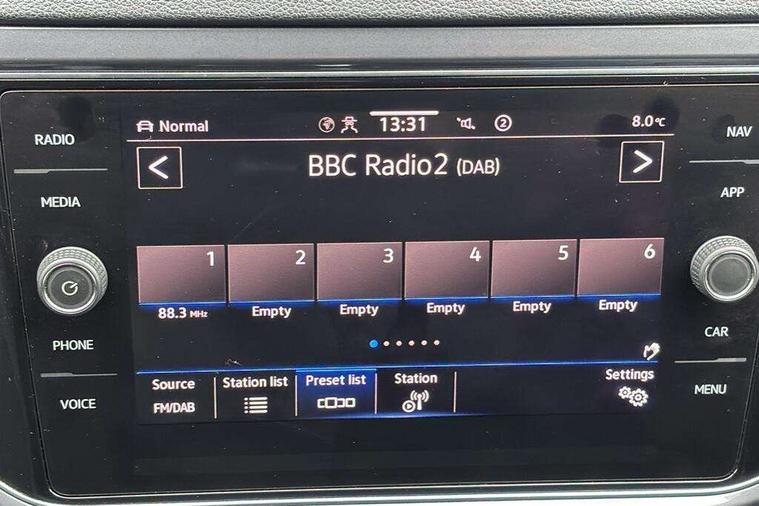 RADIO
MEDIA
PHONE
VOICE
NAV
APP
CAR
MENU
Normal
13:31
2
8.0°C
<
BBC Radio2 (DAB)
>
1
2
3
4
5
6
88.3 MHz
Empty
Empty
Empty
Empty
Empty
Source
FM/DAB
Station list
Preset list
Station
Settings